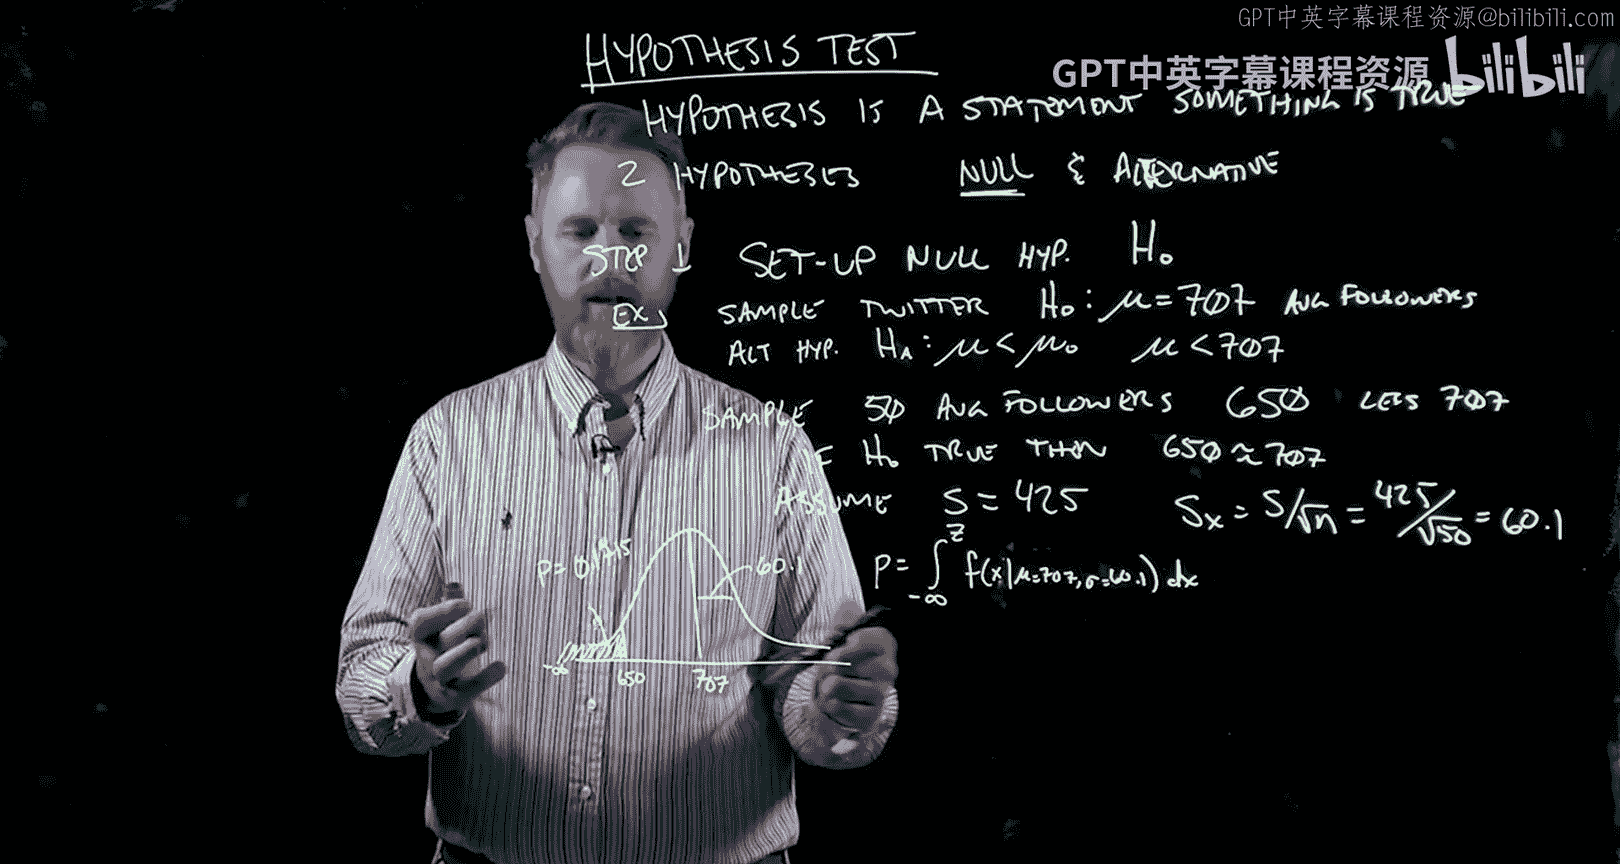 GPT中英字幕课程资源@bilibili.com
GPT中英字幕课程资源 bilibili
HYPOTHESIS TEST
HYPOTHESIS IS A STATEMENT SOMETHING IS TRUE
2 HYPOTHESES NULL & ALTERNATIVE
STEP 1 SET-UP NULL HYP. H₀
EX SAMPLE TWITTER H₀: μ = 707 AVG FOLLOWERS
ALT HYP. Hₐ: μ < μ₀ μ < 707
SAMPLE 50 AVG FOLLOWERS 650 LESS 707
H₀ TRUE THEN 650 ≈ 707
ASSUME S = 425 Sₓ = S/√n = 425/√50 = 60.1
P = ∫_{-∞}^{Z} f(x|μ=707, σ=60.1) dx
60.1
-∞ 650 707